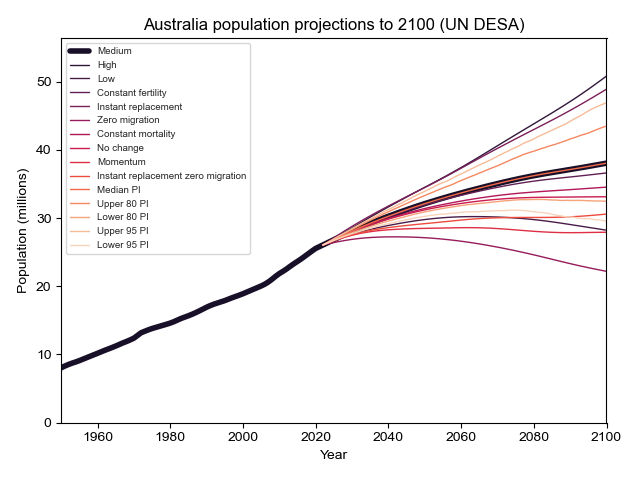 Australia population projections to 2100 (UN DESA)
Medium
High
Low
Constant fertility
Instant replacement
Zero migration
Constant mortality
No change
Momentum
Instant replacement zero migration
Median PI
Upper 80 PI
Lower 80 PI
Upper 95 PI
Lower 95 PI
Population (millions)
50
40
30
20
10
0
1960 1980 2000 2020 2040 2060 2080 2100
Year